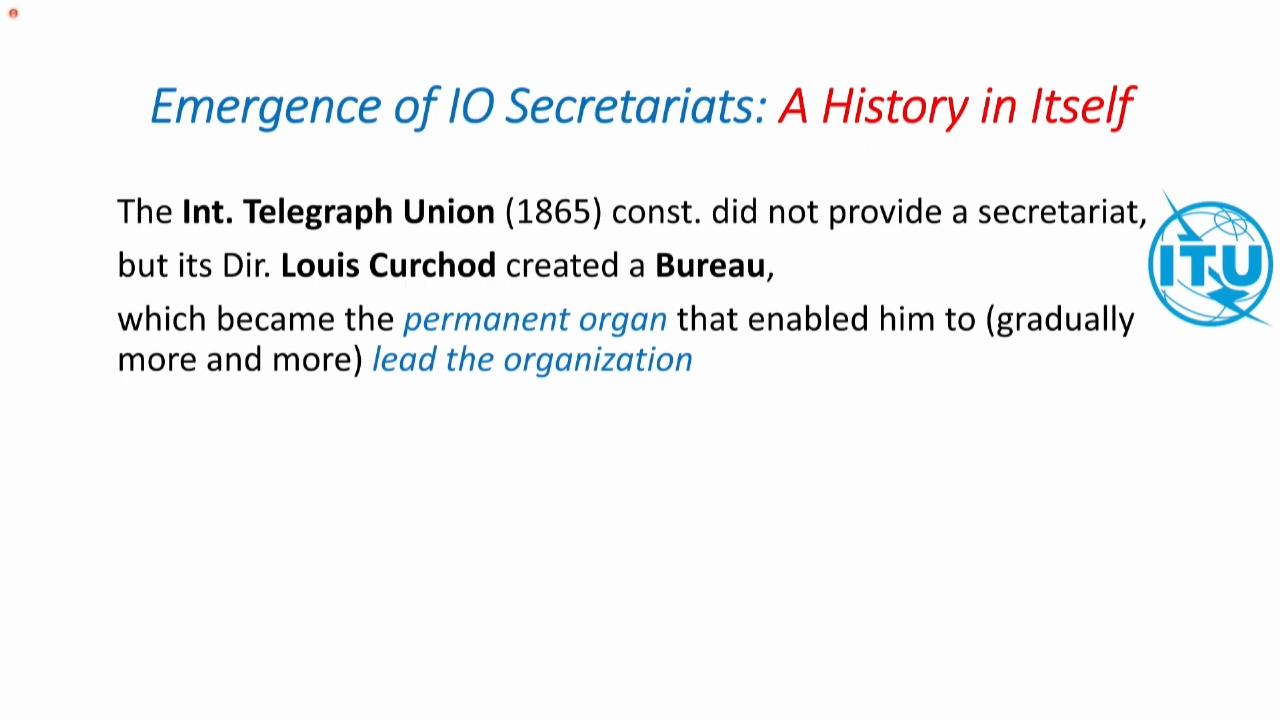 Emergence of IO Secretariats: A History in Itself
The Int. Telegraph Union (1865) const. did not provide a secretariat,
but its Dir. Louis Curchod created a Bureau,
which became the permanent organ that enabled him to (gradually
more and more) lead the organization
ITU